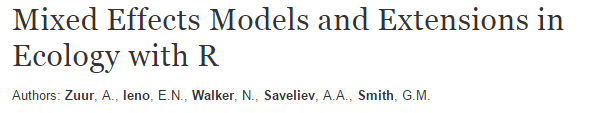 Mixed Effects Models and Extensions in
Ecology with R
Authors: Zuur, A., Ieno, E.N., Walker, N., Saveliev, A.A., Smith, G.M.